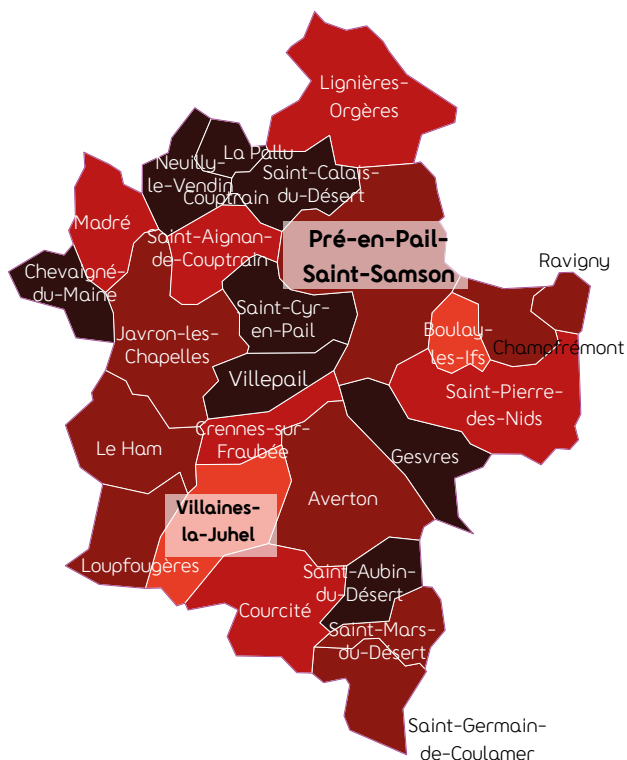 Lignières-
Orgères
La Pallu
Neuilly-
le-Vendin
Saint-Calais-
du-Désert
Couptrain
Madré
Saint-Aignan-
de-Couptrain
Pré-en-Pail-
Saint-Samson
Ravigny
Chevaigné-
du-Maine
Saint-Cyr-
en-Pail
Javron-les-
Chapelles
Boulay-
les-Ifs
Champfrémont
Villepail
Saint-Pierre-
des-Nids
Crennes-sur-
Fraubée
Le Ham
Gesvres
Averton
Villaines-
la-Juhel
Loupfougères
Saint-Aubin-
du-Désert
Courcité
Saint-Mars-
du-Désert
Saint-Germain-
de-Coulamer